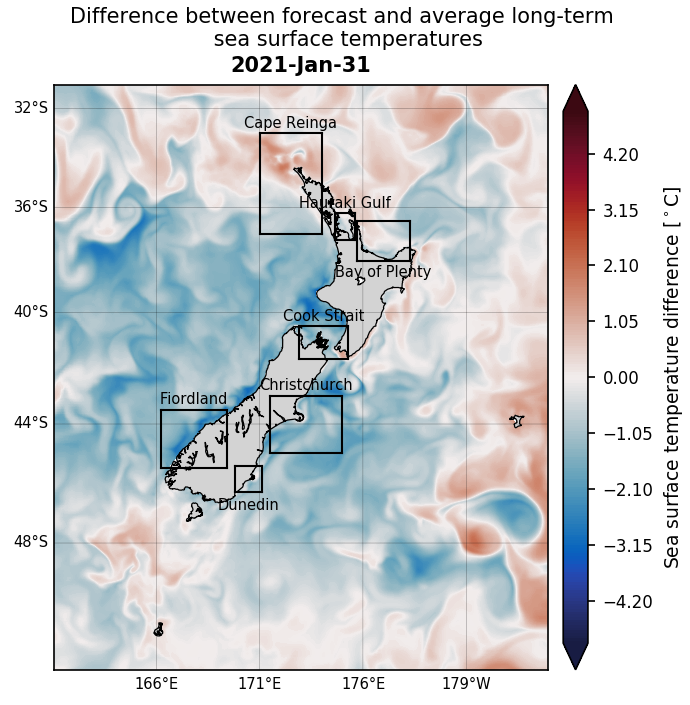 Difference between forecast and average long-term
sea surface temperatures
2021-Jan-31
32°S
36°S
40°S
44°S
48°S
Cape Reinga
Hauraki Gulf
Bay of Plenty
Cook Strait
Christchurch
Fiordland
Dunedin
166°E
171°E
176°E
179°W
4.20
3.15
2.10
1.05
0.00
−1.05
−2.10
−3.15
−4.20
Sea surface temperature difference [°C]